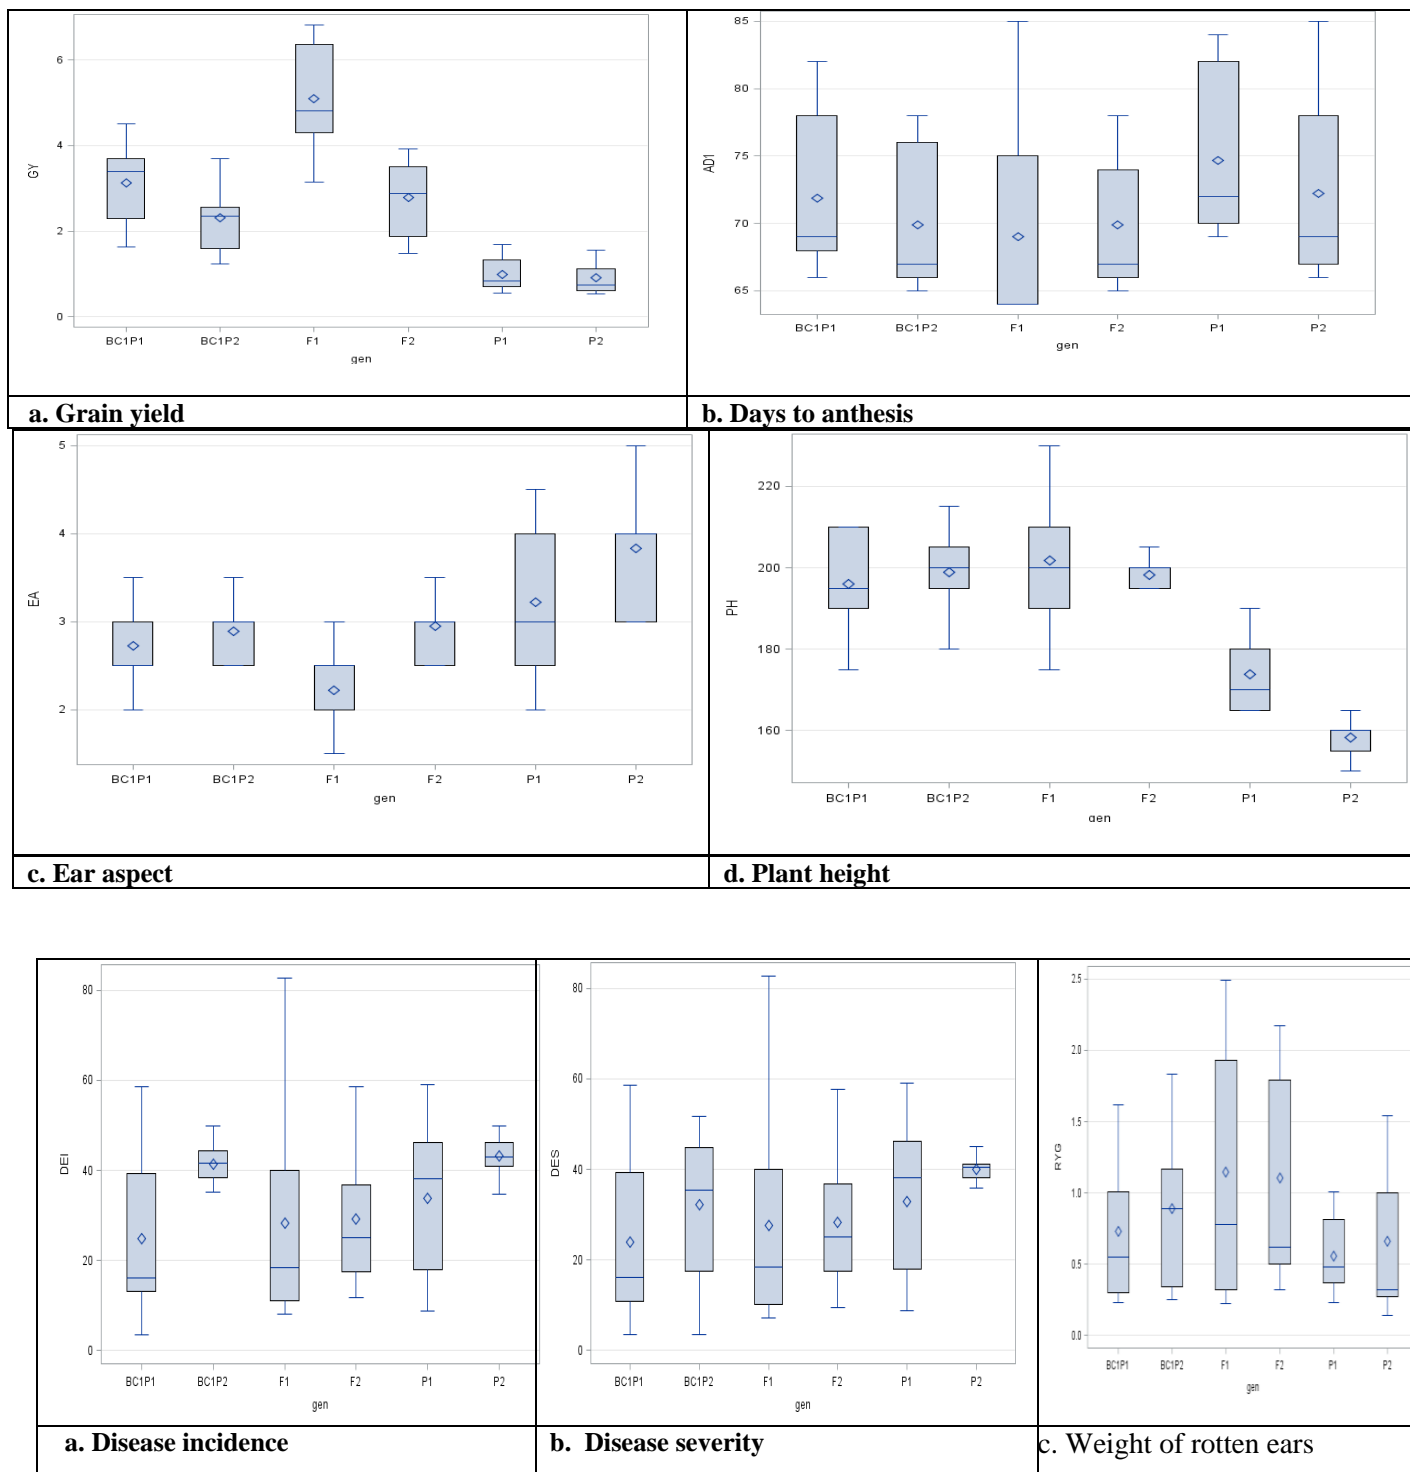 6
4
2
0
GY
BC1P1 BC1P2 F1 F2 P1 P2
gen
85
80
75
70
65
AD1
BC1P1 BC1P2 F1 F2 P1 P2
gen
a. Grain yield
b. Days to anthesis
5
4
3
2
EA
BC1P1 BC1P2 F1 F2 P1 P2
gen
220
200
180
160
PH
BC1P1 BC1P2 F1 F2 P1 P2
gen
c. Ear aspect
d. Plant height
80
60
40
20
0
DEI
BC1P1 BC1P2 F1 F2 P1 P2
gen
80
60
40
20
0
DES
BC1P1 BC1P2 F1 F2 P1 P2
gen
2.5
2.0
1.5
1.0
0.5
0.0
RYG
BC1P1 BC1P2 F1 F2 P1 P2
gen
a. Disease incidence
b. Disease severity
c. Weight of rotten ears